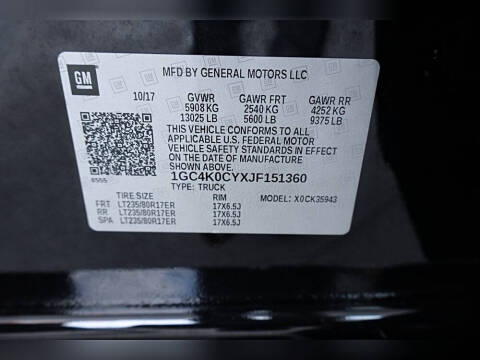 GM
MFD BY GENERAL MOTORS LLC
10/17 GVWR GAWR FRT GAWR RR
5908 KG 2540 KG 4252 KG
13025 LB 5600 LB 9375 LB
THIS VEHICLE CONFORMS TO ALL
APPLICABLE U.S. FEDERAL MOTOR
VEHICLE SAFETY STANDARDS IN
EFFECT ON THE DATE OF MANUFACTURE
SHOWN ABOVE.
1GC4K0CYXJF151360
6555 TYPE: TRUCK
TIRE SIZE RIM MODEL: X0CK35943
FRT LT235/80R17ER 17X6.5J
RR LT235/80R17ER 17X6.5J
SPA LT235/80R17ER 17X6.5J